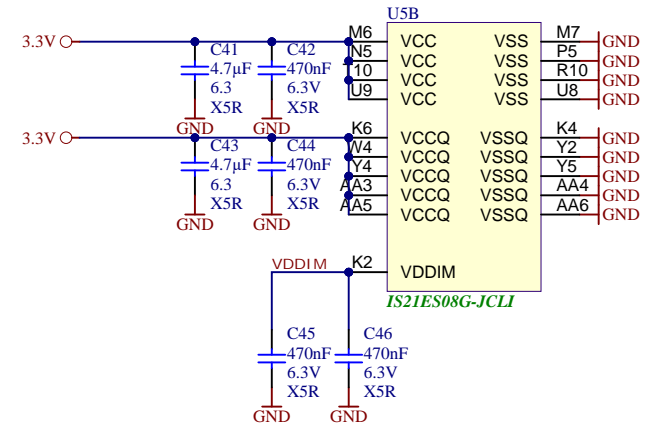 U5B
3.3V
C41
4.7µF
6.3
X5R
GND
C42
470nF
6.3V
X5R
GND
M6 VCC VSS M7 GND
N5 VCC VSS P5 GND
T10 VCC VSS R10 GND
U9 VCC VSS U8 GND
3.3V
C43
4.7µF
6.3
X5R
GND
C44
470nF
6.3V
X5R
GND
K6 VCCQ VSSQ K4 GND
W4 VCCQ VSSQ Y2 GND
Y4 VCCQ VSSQ Y5 GND
AA3 VCCQ VSSQ AA4 GND
AA5 VCCQ VSSQ AA6 GND
VDDIM K2 VDDIM
IS21ES08G-JCLI
C45
470nF
6.3V
X5R
GND
C46
470nF
6.3V
X5R
GND